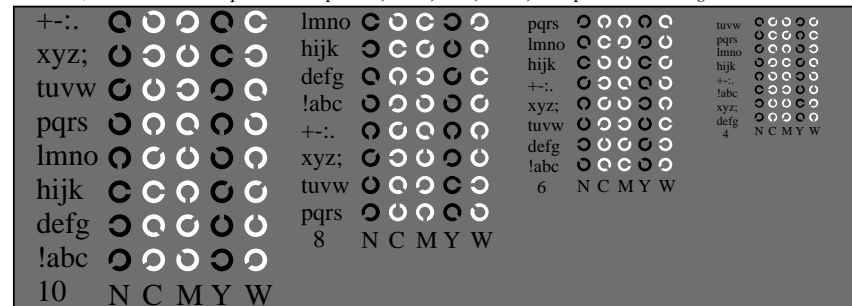 +-:.
xyz;
tuvw
pqrs
lmno
hijk
defg
!abc
10 N C M Y W
lmno
hijk
defg
!abc
+-:.
xyz;
tuvw
pqrs
8 N C M Y W
pqrs
lmno
hijk
+-:.
xyz;
tuvw
defg
!abc
6 N C M Y W
tuvw
pqrs
lmno
hijk
+-:.
!abc
xyz;
defg
4 N C M Y W